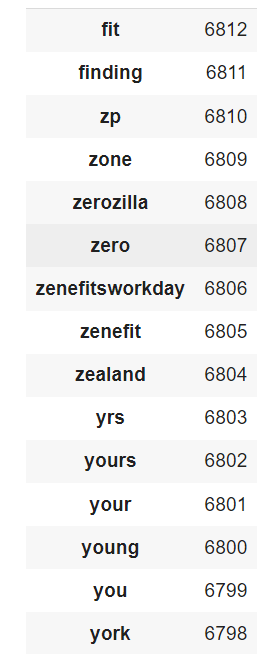 fit 6812
finding 6811
zp 6810
zone 6809
zerozilla 6808
zero 6807
zenefitsworkday 6806
zenefit 6805
zealand 6804
yrs 6803
yours 6802
your 6801
young 6800
you 6799
york 6798